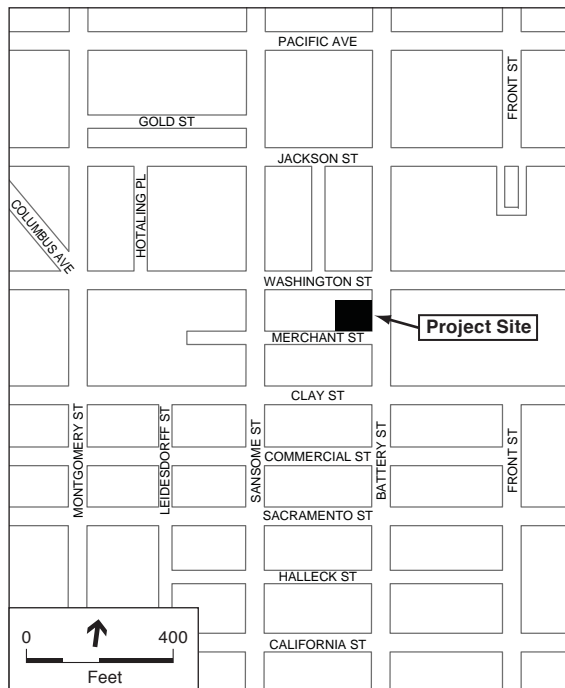 PACIFIC AVE
FRONT ST
GOLD ST
JACKSON ST
HOTALING PL
COLUMBUS AVE
WASHINGTON ST
Project Site
MERCHANT ST
CLAY ST
MONTGOMERY ST
LEIDESDORFF ST
SANSOME ST
BATTERY ST
FRONT ST
COMMERCIAL ST
SACRAMENTO ST
HALLECK ST
CALIFORNIA ST
0 400
Feet